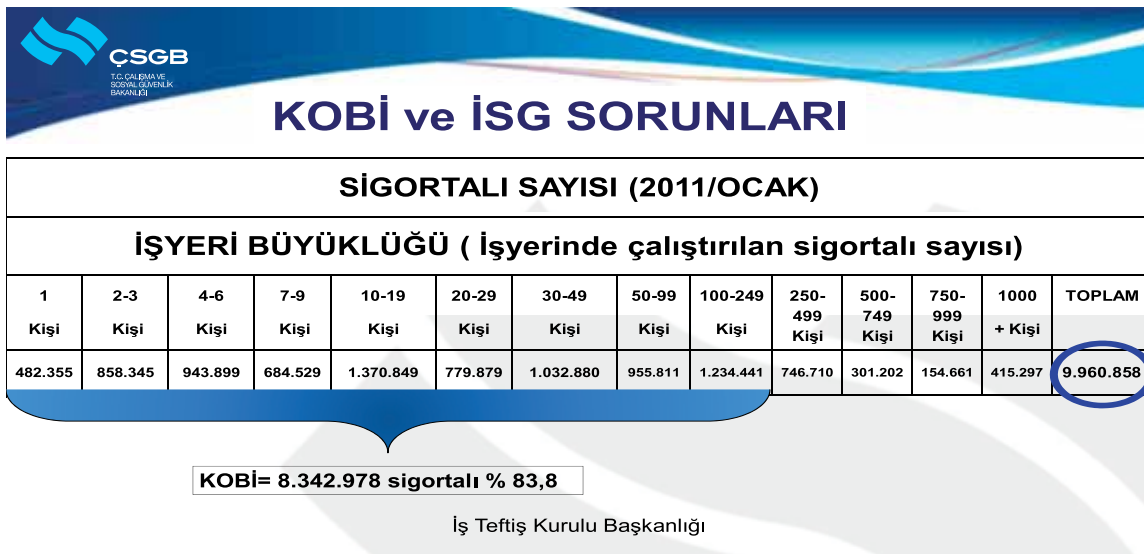 ÇSGB
T.C. ÇALIŞMA VE
SOSYAL GÜVENLİK
BAKANLIĞI
KOBİ ve İSG SORUNLARI
SİGORTALI SAYISI (2011/OCAK)
İŞYERİ BÜYÜKLÜĞÜ ( İşyerinde çalıştırılan sigortalı sayısı)
1 Kişi 2-3 Kişi 4-6 Kişi 7-9 Kişi 10-19 Kişi 20-29 Kişi 30-49 Kişi 50-99 Kişi 100-249 Kişi 250-499 Kişi 500-749 Kişi 750-999 Kişi 1000 + Kişi TOPLAM
482.355 858.345 943.899 684.529 1.370.849 779.879 1.032.880 955.811 1.234.441 746.710 301.202 154.661 415.297 9.960.858
KOBİ= 8.342.978 sigortalı % 83,8
İş Teftiş Kurulu Başkanlığı